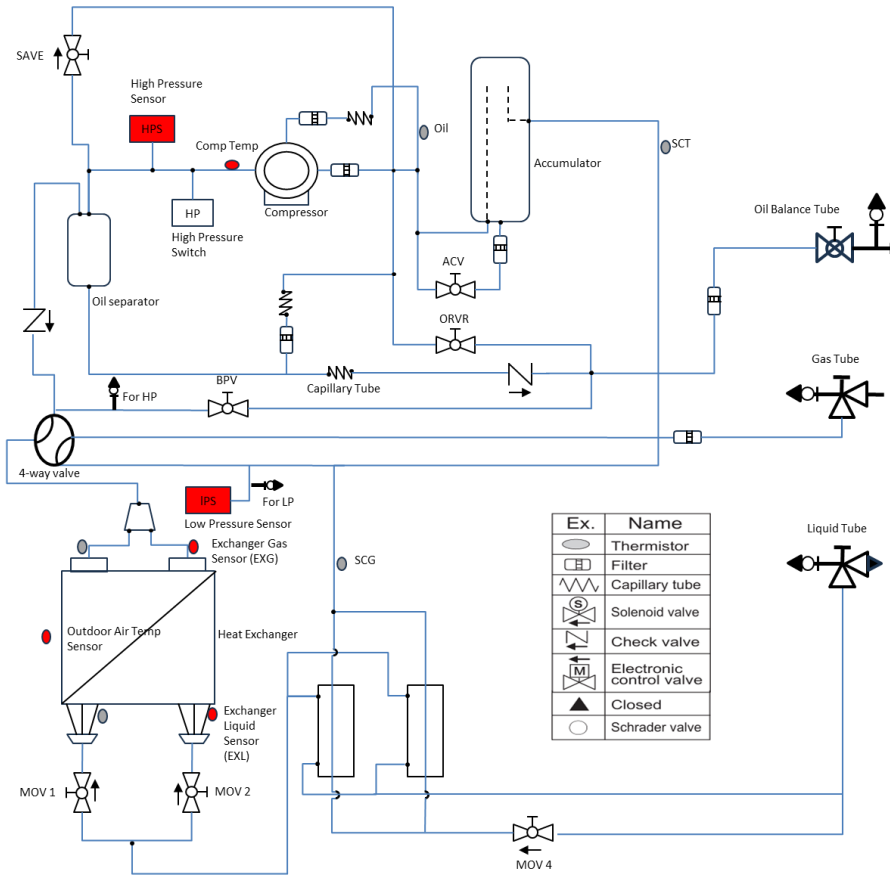 SAVE
High Pressure
Sensor
HPS
Comp Temp
Oil
SCT
Accumulator
Compressor
HP
High Pressure
Switch
Oil Balance Tube
Oil separator
ACV
ORVR
Gas Tube
BPV
Capillary Tube
For HP
4-way valve
IPS
For LP
Low Pressure Sensor
Exchanger Gas
Sensor (EXG)
SCG
Liquid Tube
Ex.
Name
Thermistor
Filter
Capillary tube
S
Solenoid valve
Check valve
M
Electronic
control valve
Closed
Schrader valve
Outdoor Air Temp
Sensor
Heat Exchanger
Exchanger
Liquid
Sensor
(EXL)
MOV 1
MOV 2
MOV 4